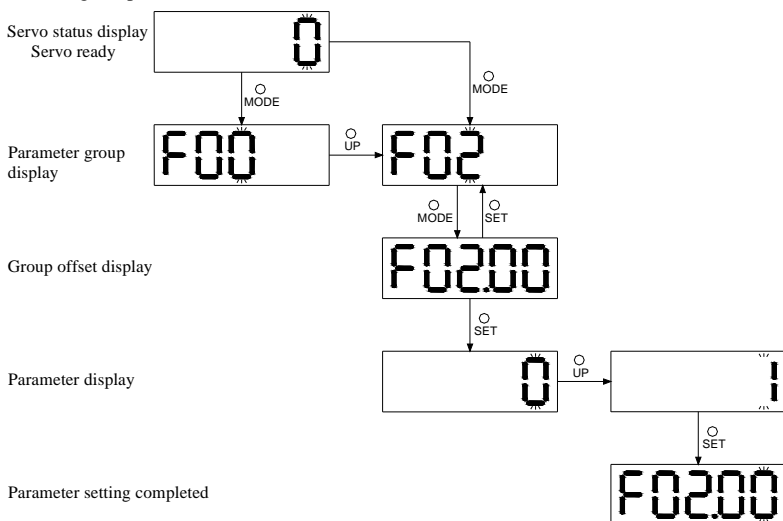 Servo status display
Servo ready
0
MODE
MODE
Parameter group
display
F00
UP
F02
MODE
SET
Group offset display
F02.00
SET
Parameter display
0
UP
1
SET
Parameter setting completed
F02.00